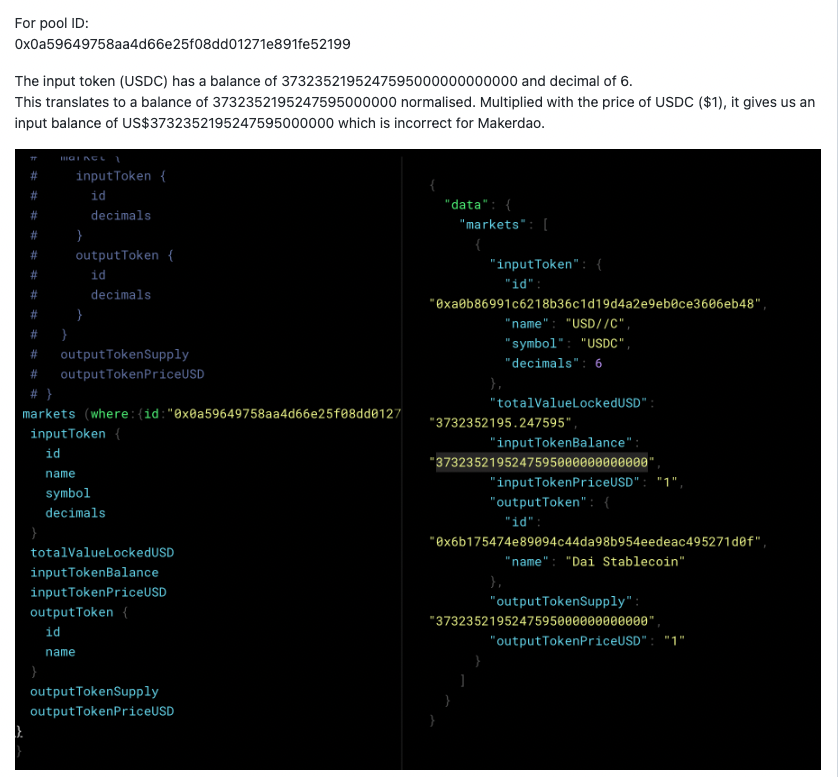 For pool ID:
0x0a59649758aa4d66e25f08dd01271e891fe52199
The input token (USDC) has a balance of 3732352195247595000000000000 and decimal of 6.
This translates to a balance of 3732352195247595000000 normalised. Multiplied with the price of USDC ($1), it gives us an
input balance of US$3732352195247595000000 which is incorrect for Makerdao.
# market {
# inputToken {
# id
# decimals
# }
# outputToken {
# id
# decimals
# }
# }
# outputTokenSupply
# outputTokenPriceUSD
# }
markets (where:{id:"0x0a59649758aa4d66e25f08dd0127
inputToken {
id
name
symbol
decimals
}
totalValueLockedUSD
inputTokenBalance
inputTokenPriceUSD
outputToken {
id
name
}
outputTokenSupply
outputTokenPriceUSD
}
}
{
"data": {
"markets": [
{
"inputToken": {
"id":
"0xa0b86991c6218b36c1d19d4a2e9eb0ce3606eb48",
"name": "USD//C",
"symbol": "USDC",
"decimals": 6
},
"totalValueLockedUSD":
"3732352195.247595",
"inputTokenBalance":
"3732352195247595000000000000",
"inputTokenPriceUSD": "1",
"outputToken": {
"id":
"0x6b175474e89094c44da98b954eedeac495271d0f",
"name": "Dai Stablecoin"
},
"outputTokenSupply":
"3732352195247595000000000000",
"outputTokenPriceUSD": "1"
}
]
}
}